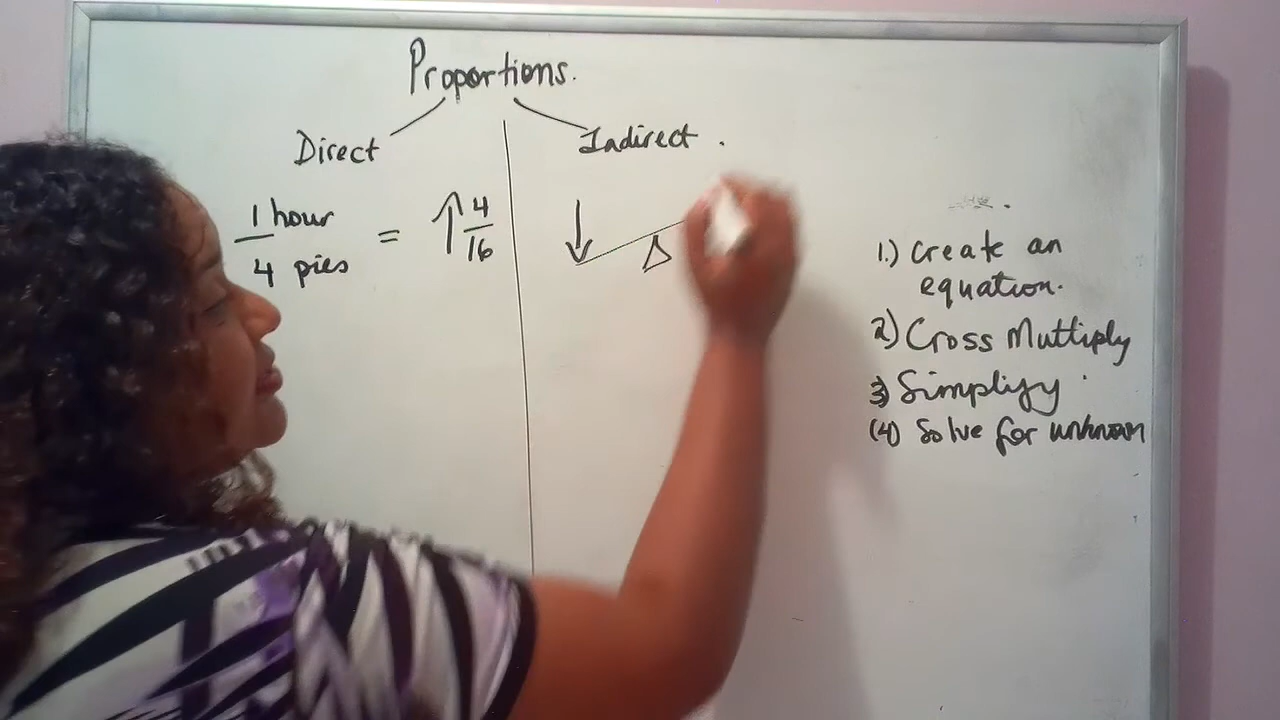 Proportions.
Direct
Indirect.
1 hour
4 pies
=
4
16
1.) Create an
equation.
2) Cross Multiply
3) Simplify
(4) Solve for unknown